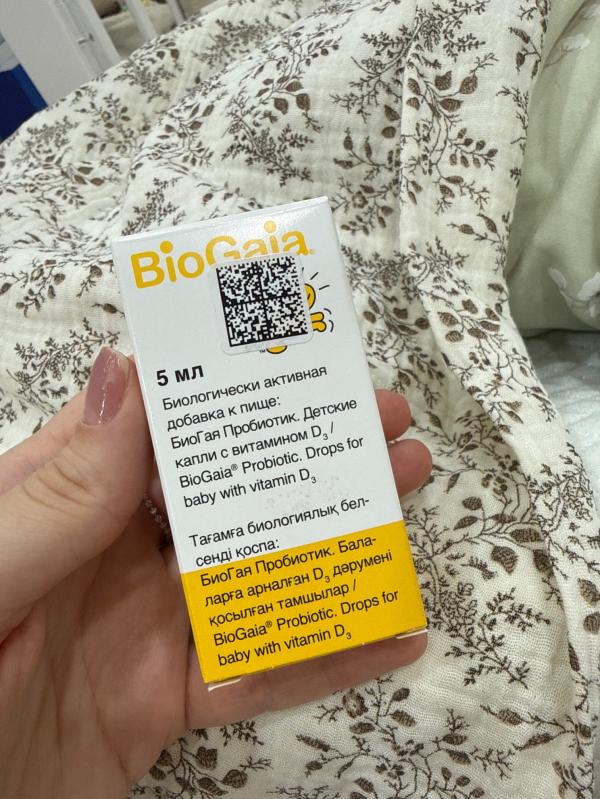 BioGaia®
™
5 мл
Биологически активная
добавка к пище:
БиоГая Пробиотик. Детские
капли с витамином D₃ /
BioGaia® Probiotic. Drops for
baby with vitamin D₃
Тағамға биологиялық бел-
сенді қоспа:
БиоГая Пробиотик. Бала-
ларға арналған D₃ дәрумені
қосылған тамшылар /
BioGaia® Probiotic. Drops for
baby with vitamin D₃